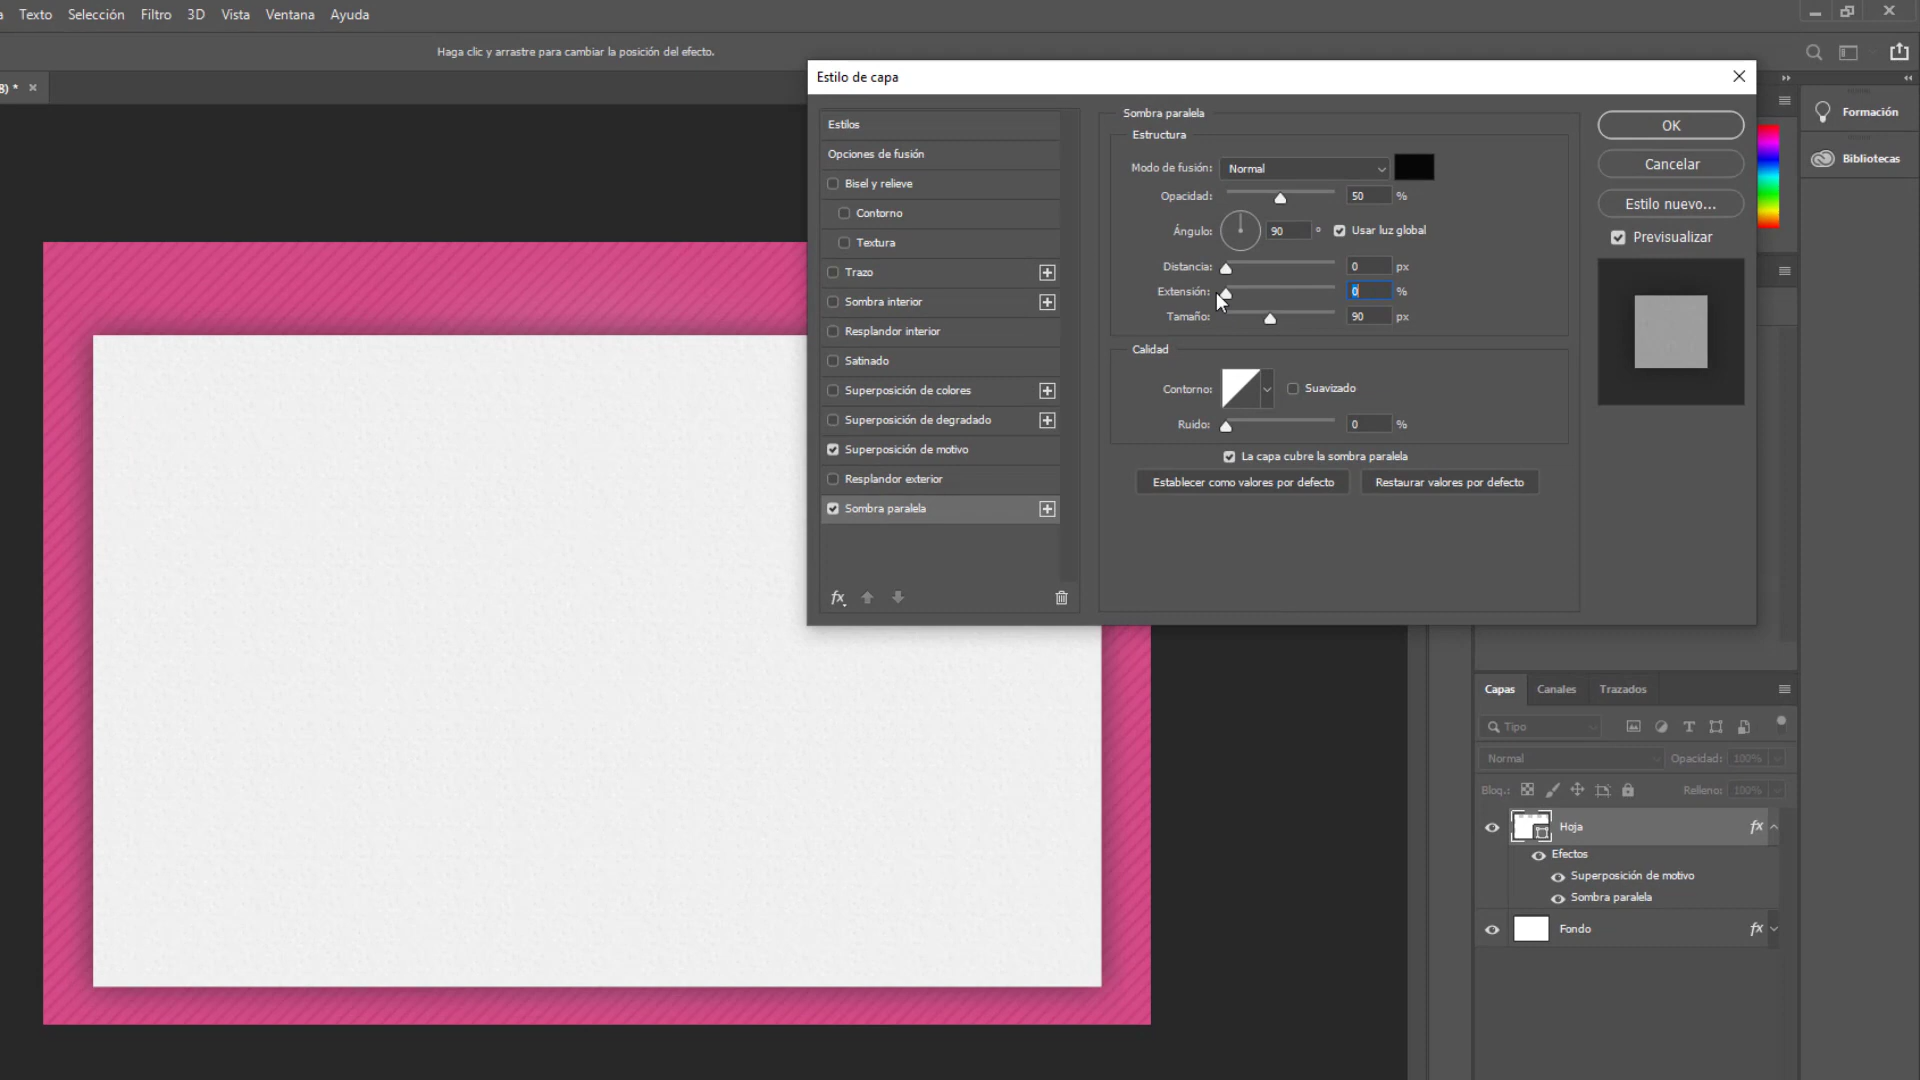 Texto Selección Filtro 3D Vista Ventana Ayuda
Haga clic y arrastre para cambiar la posición del efecto.
8) *
Estilo de capa
Estilos
Opciones de fusión
Bisel y relieve
Contorno
Textura
Trazo
Sombra interior
Resplandor interior
Satinado
Superposición de colores
Superposición de degradado
Superposición de motivo
Resplandor exterior
Sombra paralela
fx
Sombra paralela
Estructura
Modo de fusión: Normal
Opacidad: 50 %
Ángulo: 90 ° Usar luz global
Distancia: 0 px
Extensión: 0 %
Tamaño: 90 px
Calidad
Contorno: Suavizado
Ruido: 0 %
La capa cubre la sombra paralela
Establecer como valores por defecto Restaurar valores por defecto
OK
Cancelar
Estilo nuevo...
Previsualizar
Formación
Bibliotecas
Capas Canales Trazados
Tipo
Normal Opacidad: 100%
Bloq.: Relleno: 100%
Hoja fx
Efectos
Superposición de motivo
Sombra paralela
Fondo fx